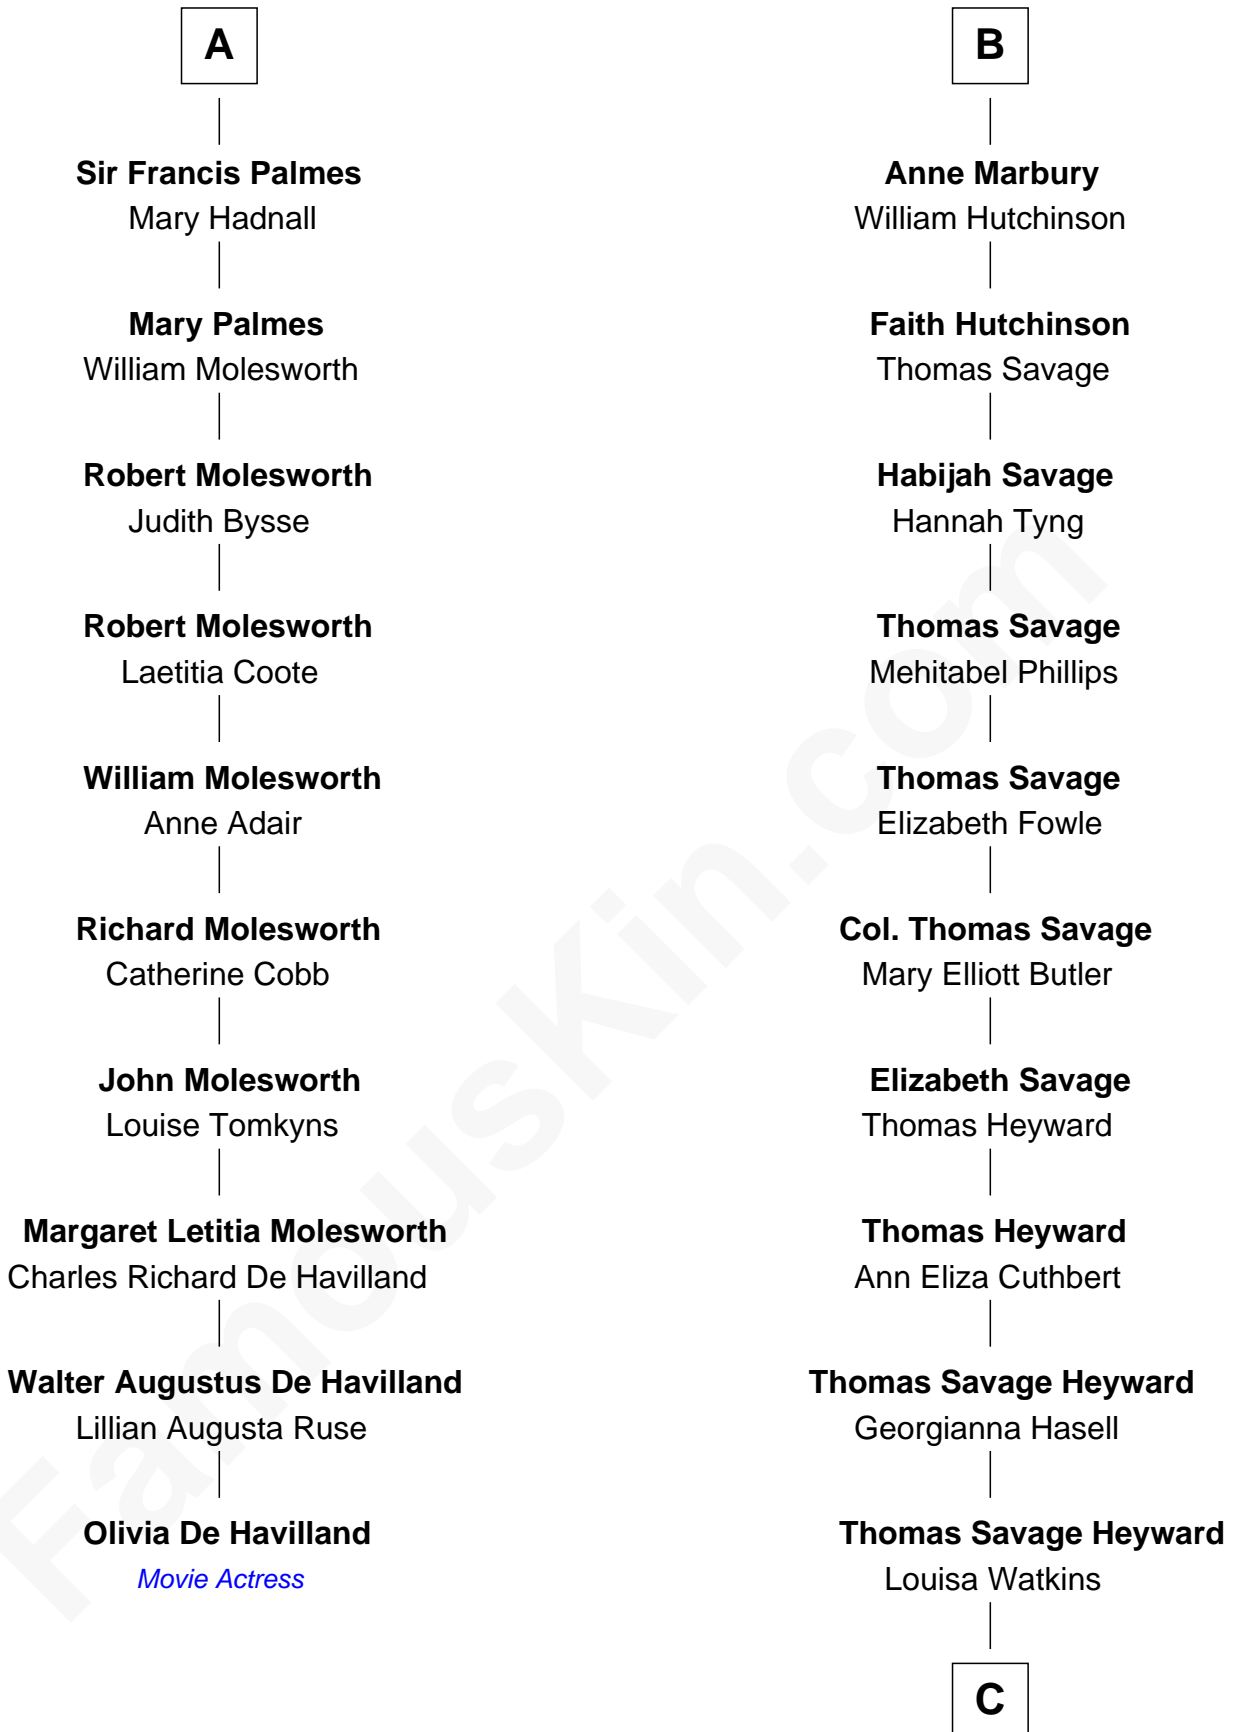 A
Sir Francis Palmes
Mary Hadnall
Mary Palmes
William Molesworth
Robert Molesworth
Judith Bysse
Robert Molesworth
Laetitia Coote
William Molesworth
Anne Adair
Richard Molesworth
Catherine Cobb
John Molesworth
Louise Tomkyns
Margaret Letitia Molesworth
Charles Richard De Havilland
Walter Augustus De Havilland
Lillian Augusta Ruse
Olivia De Havilland
Movie Actress
B
Anne Marbury
William Hutchinson
Faith Hutchinson
Thomas Savage
Habijah Savage
Hannah Tyng
Thomas Savage
Mehitabel Phillips
Thomas Savage
Elizabeth Fowle
Col. Thomas Savage
Mary Elliott Butler
Elizabeth Savage
Thomas Heyward
Thomas Heyward
Ann Eliza Cuthbert
Thomas Savage Heyward
Georgianna Hasell
Thomas Savage Heyward
Louisa Watkins
C
FamousKin.com